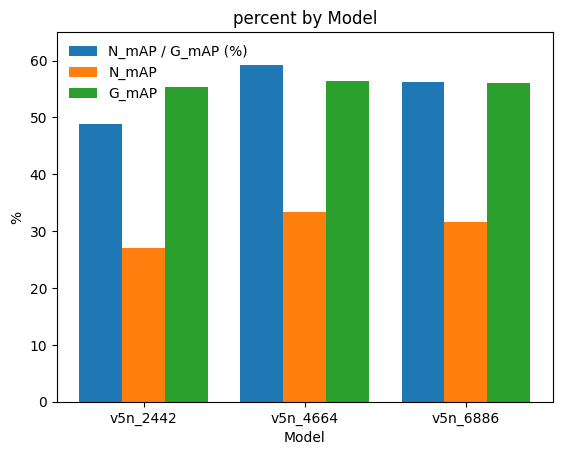 percent by Model
N_mAP / G_mAP (%)
N_mAP
G_mAP
60
50
40
30
20
10
0
%
v5n_2442 v5n_4664 v5n_6886
Model